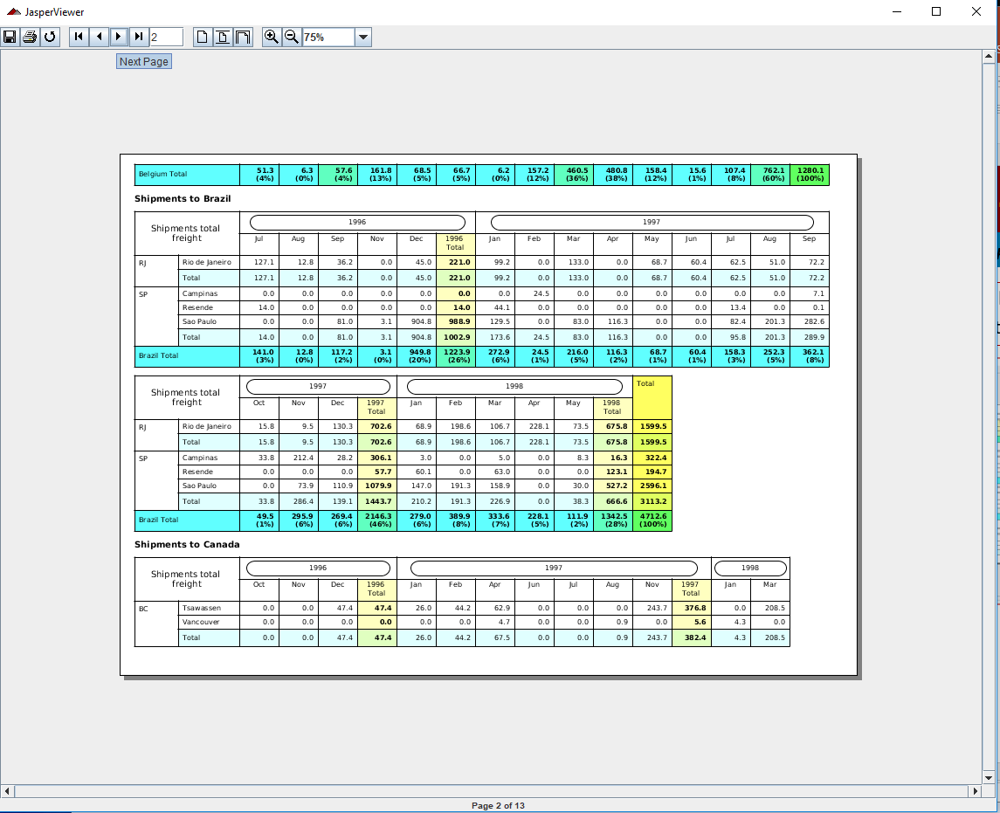 JasperViewer
2 75%
Next Page
Belgium Total 51.3 (4%) 6.3 (0%) 57.6 (4%) 161.8 (13%) 68.5 (5%) 66.7 (5%) 6.2 (0%) 157.2 (12%) 460.5 (36%) 480.8 (38%) 158.4 (12%) 15.6 (1%) 107.4 (8%) 762.1 (60%) 1280.1 (100%)
Shipments to Brazil
Shipments total freight 1996 1997
Jul Aug Sep Nov Dec 1996 Total Jan Feb Mar Apr May Jun Jul Aug Sep
RJ Rio de Janeiro 127.1 12.8 36.2 0.0 45.0 221.0 99.2 0.0 133.0 0.0 68.7 60.4 62.5 51.0 72.2
Total 127.1 12.8 36.2 0.0 45.0 221.0 99.2 0.0 133.0 0.0 68.7 60.4 62.5 51.0 72.2
SP Campinas 0.0 0.0 0.0 0.0 0.0 0.0 0.0 24.5 0.0 0.0 0.0 0.0 0.0 0.0 7.1
Resende 14.0 0.0 0.0 0.0 0.0 14.0 44.1 0.0 0.0 0.0 0.0 0.0 13.4 0.0 0.1
Sao Paulo 0.0 0.0 81.0 3.1 904.8 988.9 129.5 0.0 83.0 116.3 0.0 0.0 82.4 201.3 282.6
Total 14.0 0.0 81.0 3.1 904.8 1002.9 173.6 24.5 83.0 116.3 0.0 0.0 95.8 201.3 289.9
Brazil Total 141.0 (3%) 12.8 (0%) 117.2 (2%) 3.1 (0%) 949.8 (20%) 1223.9 (26%) 272.9 (6%) 24.5 (1%) 216.0 (5%) 116.3 (2%) 68.7 (1%) 60.4 (1%) 158.3 (3%) 252.3 (5%) 362.1 (8%)
Shipments total freight 1997 1998 Total
Oct Nov Dec 1997 Total Jan Feb Mar Apr May 1998 Total
RJ Rio de Janeiro 15.8 9.5 130.3 702.6 68.9 198.6 106.7 228.1 73.5 675.8 1599.5
Total 15.8 9.5 130.3 702.6 68.9 198.6 106.7 228.1 73.5 675.8 1599.5
SP Campinas 33.8 212.4 28.2 306.1 3.0 0.0 5.0 0.0 8.3 16.3 322.4
Resende 0.0 0.0 0.0 57.7 60.1 0.0 63.0 0.0 0.0 123.1 194.7
Sao Paulo 0.0 73.9 110.9 1079.9 147.0 191.3 158.9 0.0 30.0 527.2 2596.1
Total 33.8 286.4 139.1 1443.7 210.2 191.3 226.9 0.0 38.3 666.6 3113.2
Brazil Total 49.5 (1%) 295.9 (6%) 269.4 (6%) 2146.3 (46%) 279.0 (6%) 389.9 (8%) 333.6 (7%) 228.1 (5%) 111.9 (2%) 1342.5 (28%) 4712.6 (100%)
Shipments to Canada
Shipments total freight 1996 1997 1998
Oct Nov Dec 1996 Total Jan Feb Apr Jun Jul Aug Nov 1997 Total Jan Mar
BC Tsawassen 0.0 0.0 47.4 47.4 26.0 44.2 62.9 0.0 0.0 0.0 243.7 376.8 0.0 208.5
Vancouver 0.0 0.0 0.0 0.0 0.0 0.0 4.7 0.0 0.0 0.9 0.0 5.6 4.3 0.0
Total 0.0 0.0 47.4 47.4 26.0 44.2 67.5 0.0 0.0 0.9 243.7 382.4 4.3 208.5
Page 2 of 13